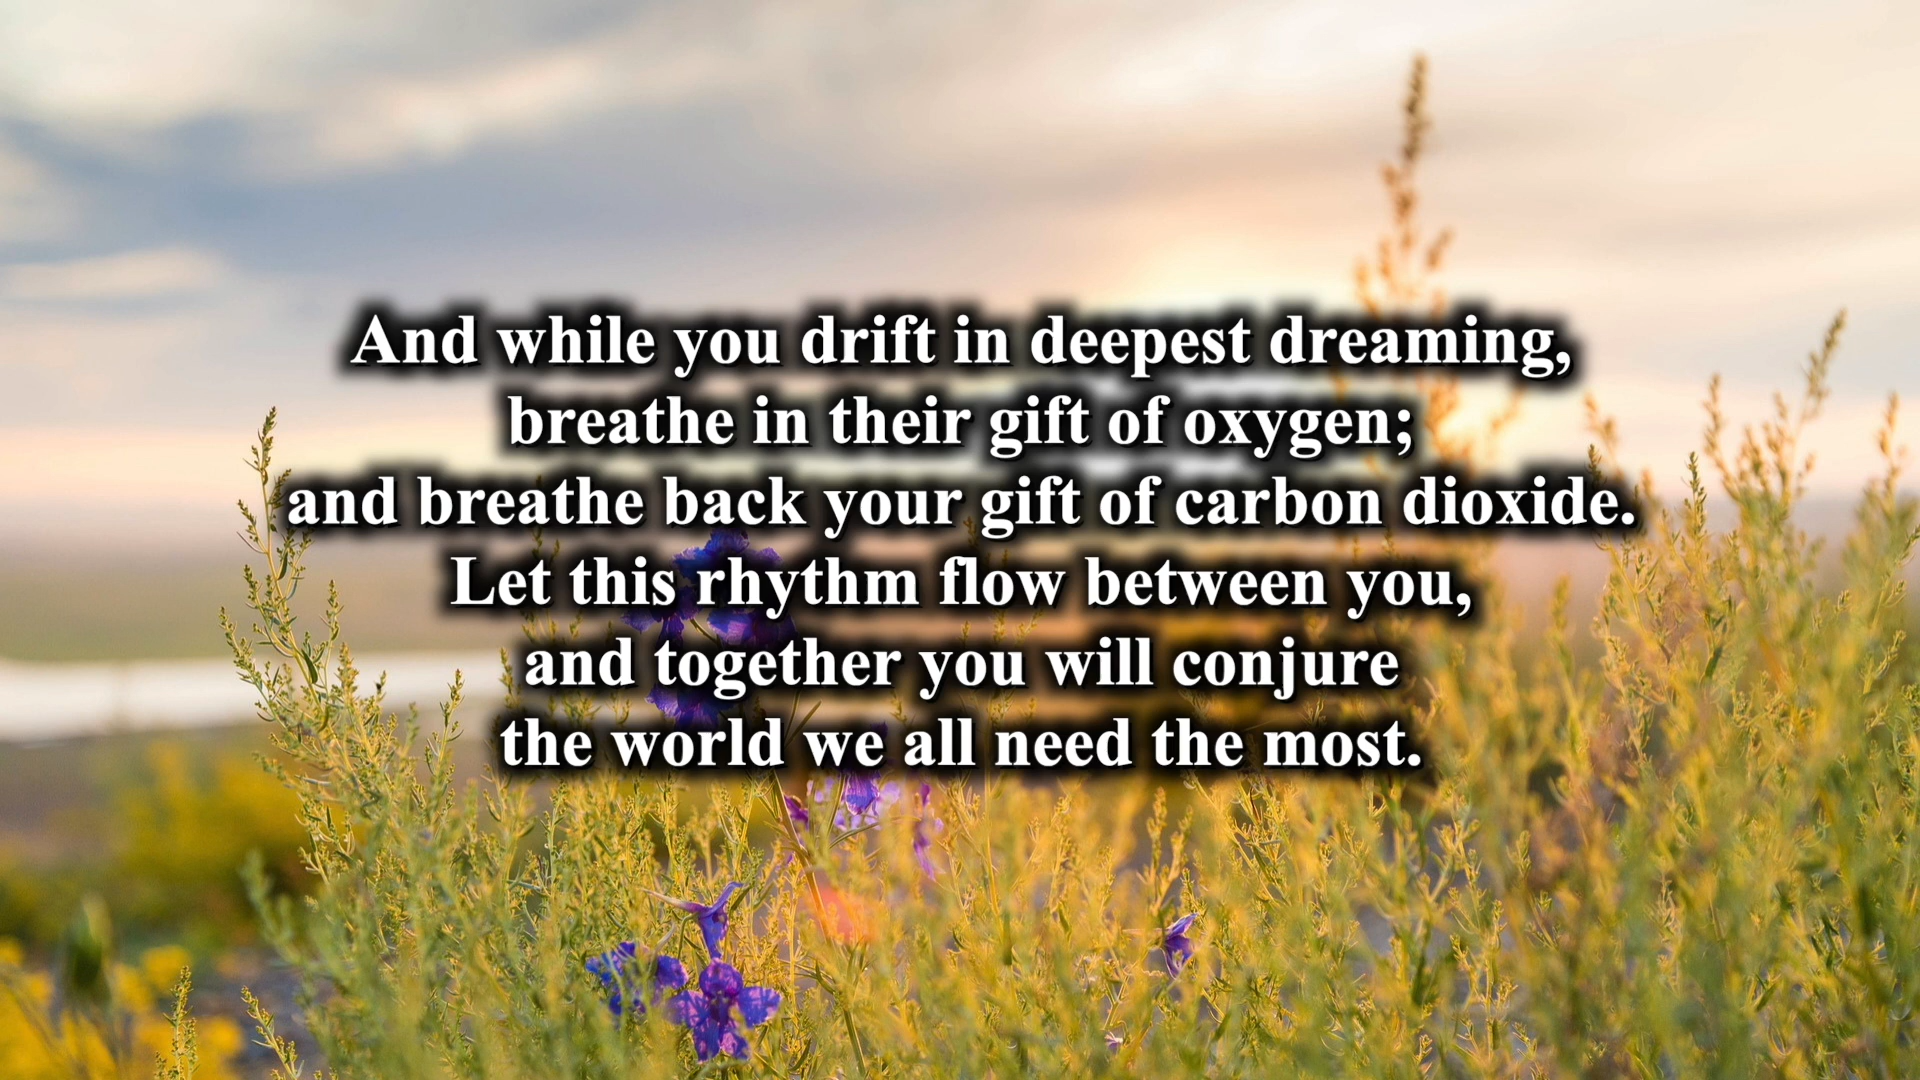 And while you drift in deepest dreaming,
breathe in their gift of oxygen;
and breathe back your gift of carbon dioxide.
Let this rhythm flow between you,
and together you will conjure
the world we all need the most.